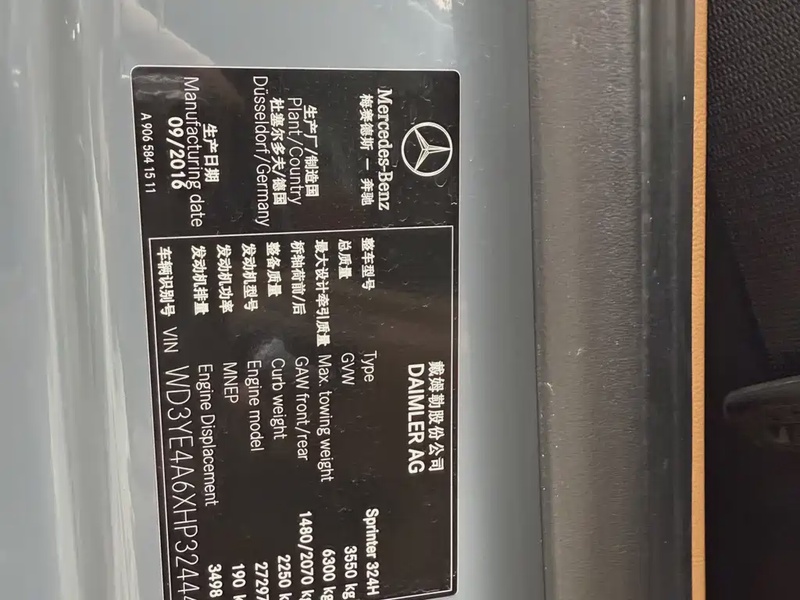 Mercedes-Benz
梅赛德斯 – 奔驰
生产厂/制造国
Plant/Country
杜塞尔多夫/德国
Düsseldorf/Germany
生产日期
09/2016
Manufacturing date
A 906 584 15 11
戴姆勒股份公司
DAIMLER AG
整车型号 Type Sprinter 324H
总质量 GVW 3550 kg
最大设计牵引质量 Max. towing weight 6300 kg
桥轴荷前/后 GAW front/rear 1480/2070 kg
整备质量 Curb weight 2250 k
发动机型号 Engine model 27297
发动机功率 MNEP 190 k
发动机排量 Engine Displacement 3498
车辆识别号 VIN WD3YE4A6XHP32444